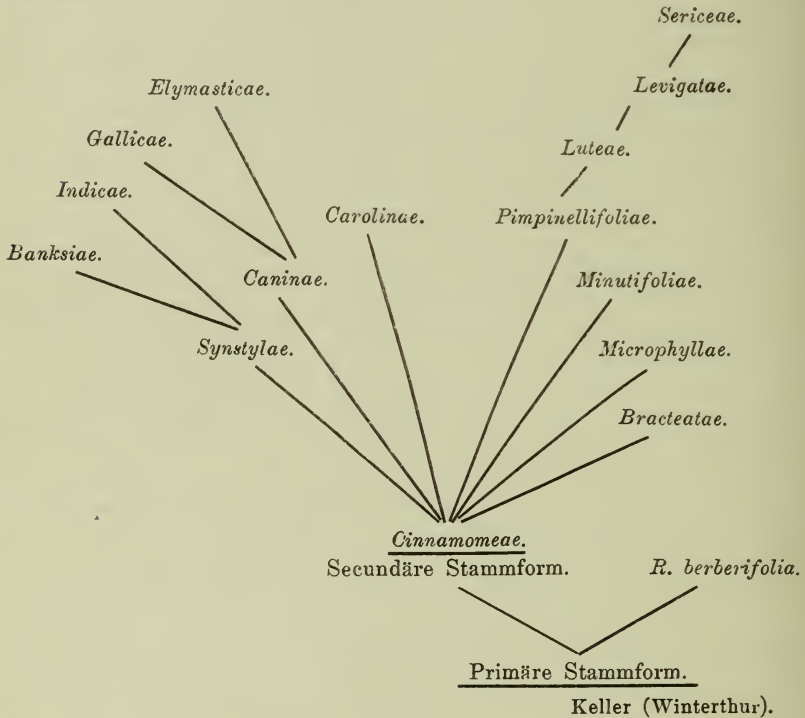 Sericeae.
Elymasticae.
Levigatae.
Gallicae.
Luteae.
Indicae.
Carolinae.
Pimpinellifoliae.
Banksiae.
Caninae.
Minutifoliae.
Synstylae.
Microphyllae.
Bracteatae.
Cinnamomeae.
Secundäre Stammform.
R. berberifolia.
Primäre Stammform.
Keller (Winterthur).